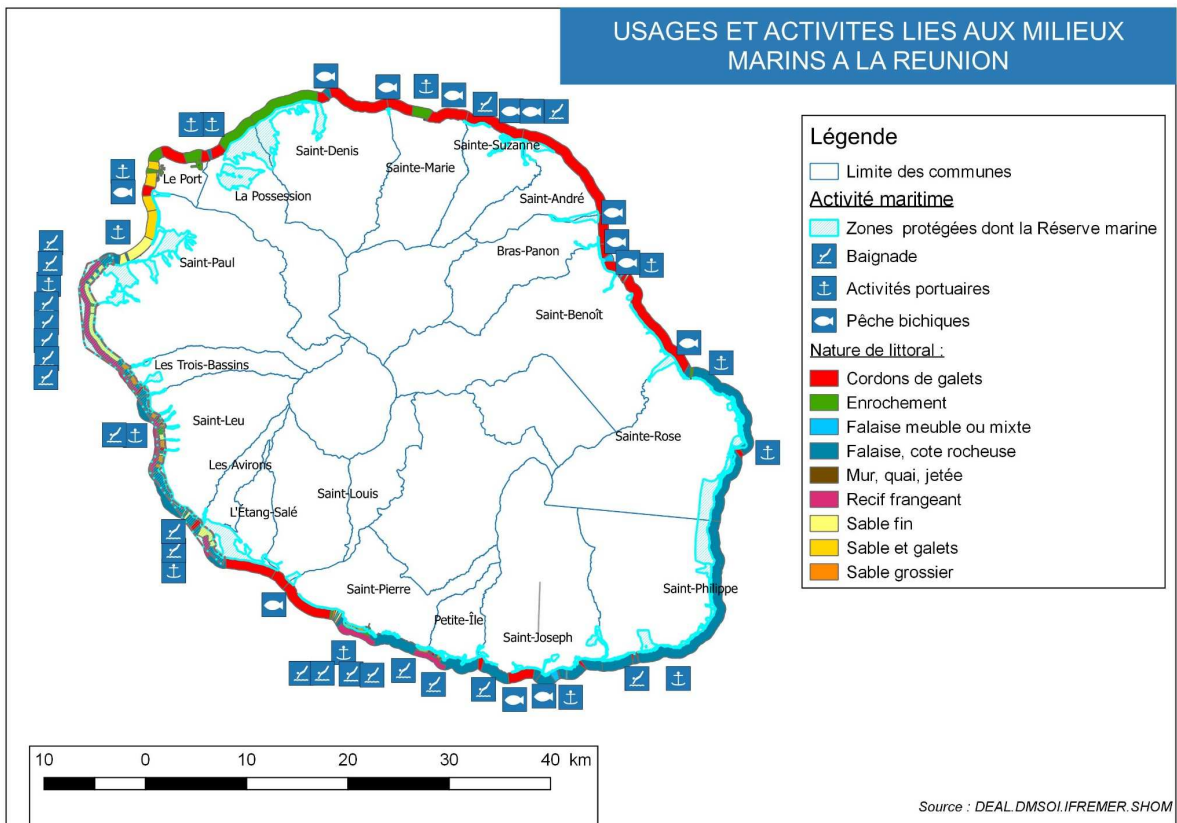 USAGES ET ACTIVITES LIES AUX MILIEUX
MARINS A LA REUNION
Saint-Denis
Sainte-Marie
Sainte-Suzanne
Le Port
La Possession
Saint-André
Saint-Paul
Bras-Panon
Saint-Benoît
Les Trois-Bassins
Saint-Leu
Sainte-Rose
Les Avirons
Saint-Louis
L'Étang-Salé
Saint-Pierre
Saint-Philippe
Petite-Île
Saint-Joseph
Légende
Limite des communes
Activité maritime
Zones protégées dont la Réserve marine
Baignade
Activités portuaires
Pêche bichiques
Nature de littoral :
Cordons de galets
Enrochement
Falaise meuble ou mixte
Falaise, cote rocheuse
Mur, quai, jetée
Recif frangeant
Sable fin
Sable et galets
Sable grossier
10 0 10 20 30 40 km
Source : DEAL.DMSOI.IFREMER.SHOM